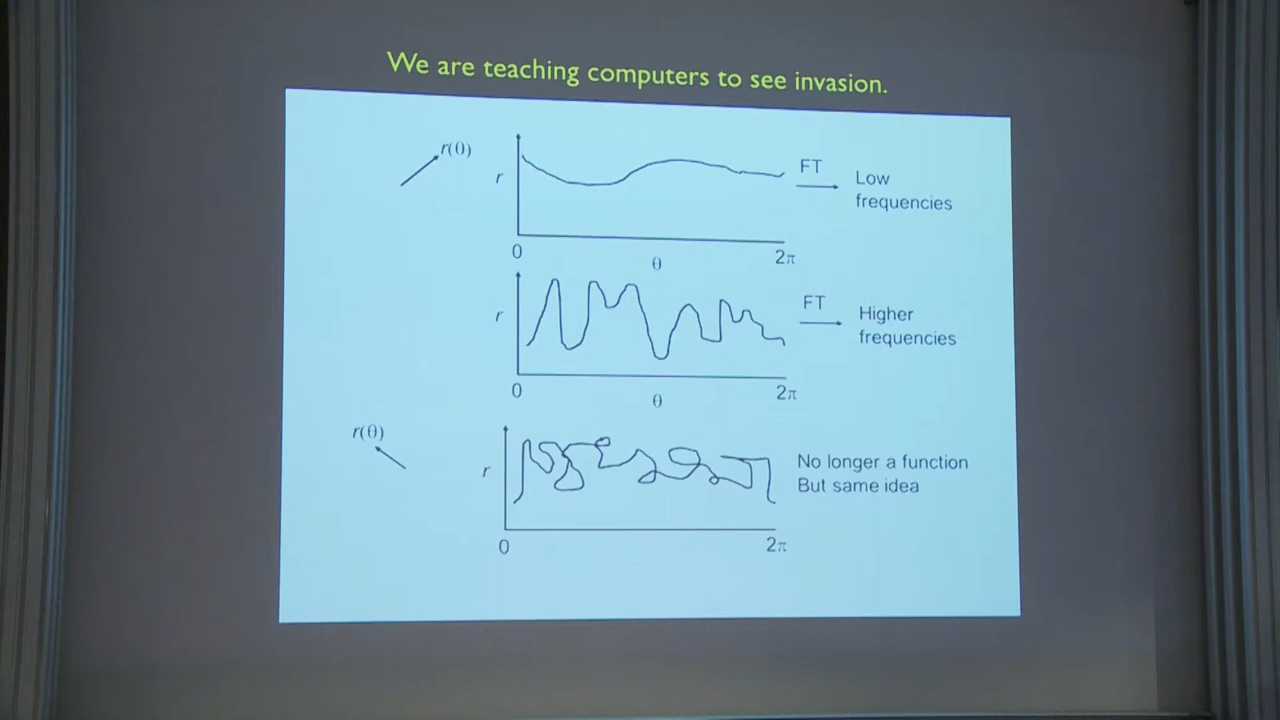 We are teaching computers to see invasion.
r(θ)
r
0
θ
2π
FT
Low
frequencies
r
0
θ
2π
FT
Higher
frequencies
r(θ)
r
0
2π
No longer a function
But same idea